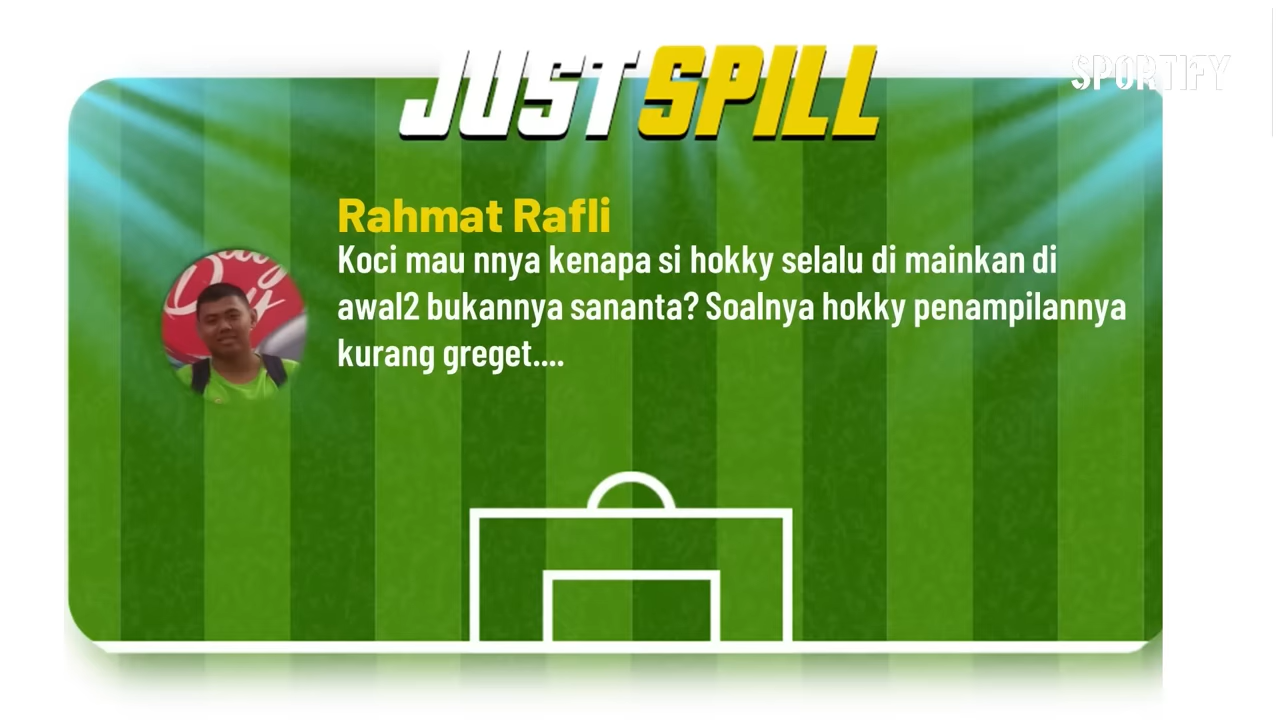 JUST SPILL
SPORTIFY
Rahmat Rafli
Koci mau nnya kenapa si hokky selalu di mainkan di
awal2 bukannya sananta? Soalnya hokky penampilannya
kurang greget....